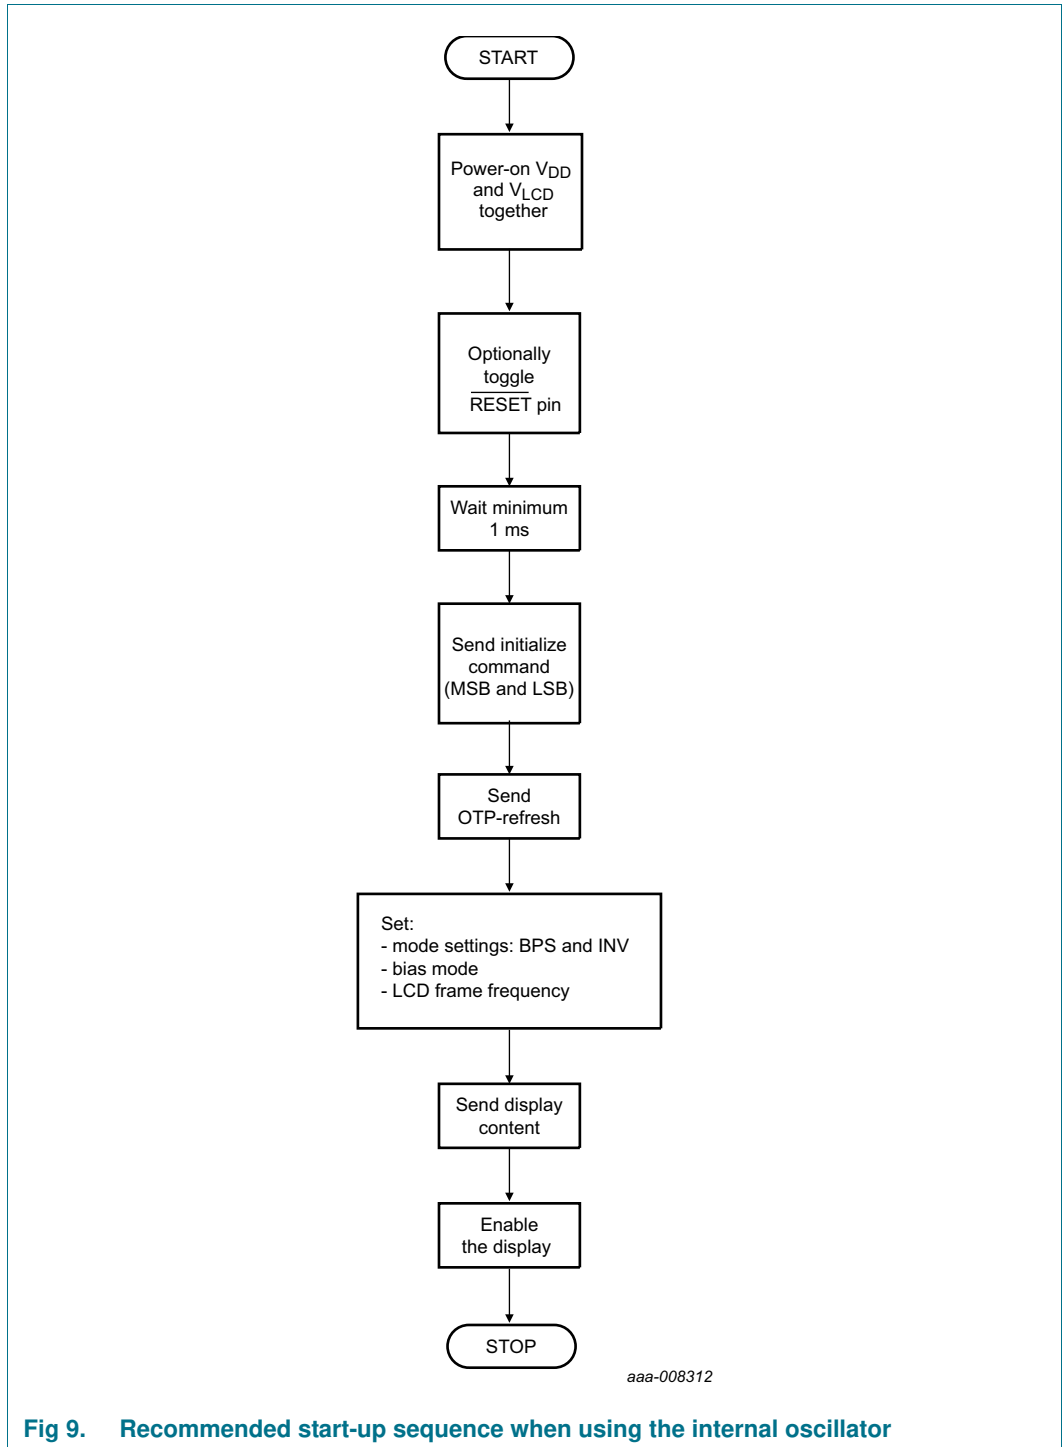 START
Power-on VDD
and VLCD
together
Optionally
toggle
RESET pin
Wait minimum
1 ms
Send initialize
command
(MSB and LSB)
Send
OTP-refresh
Set:
- mode settings: BPS and INV
- bias mode
- LCD frame frequency
Send display
content
Enable
the display
STOP
aaa-008312
Fig 9. Recommended start-up sequence when using the internal oscillator